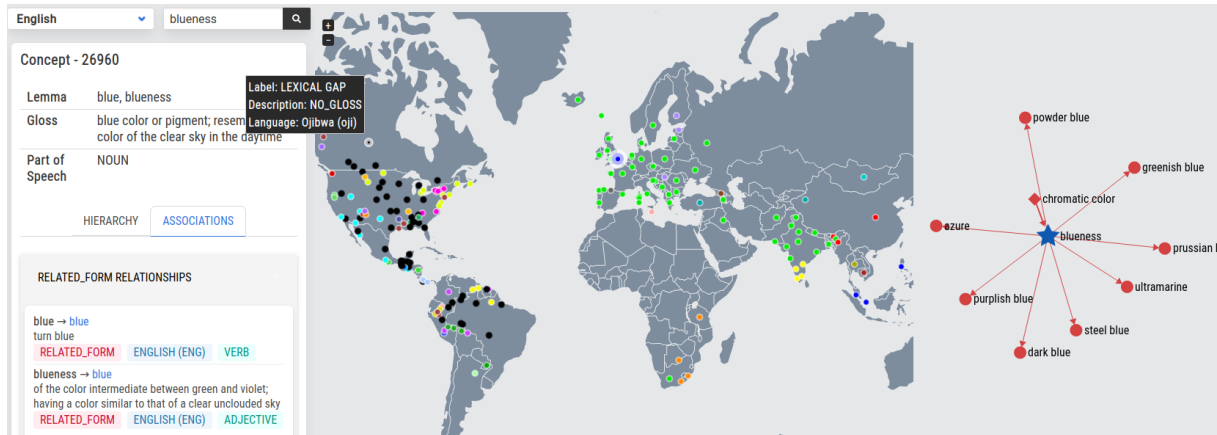 English
blueness
+
−
Concept - 26960
Label: LEXICAL GAP
Description: NO_GLOSS
Language: Ojibwa (oji)
Lemma blue, blueness
Gloss blue color or pigment; resem
color of the clear sky in the daytime
Part of NOUN
Speech
HIERARCHY ASSOCIATIONS
RELATED_FORM RELATIONSHIPS
blue → blue
turn blue
RELATED_FORM ENGLISH (ENG) VERB
blueness → blue
of the color intermediate between green and violet;
having a color similar to that of a clear unclouded sky
RELATED_FORM ENGLISH (ENG) ADJECTIVE
powder blue
greenish blue
chromatic color
azure
blueness
prussian
ultramarine
purplish blue
steel blue
dark blue